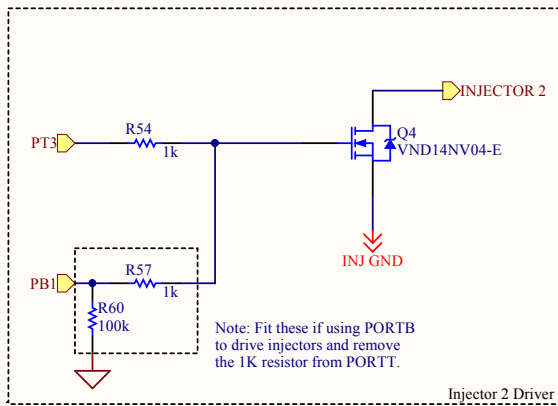 INJECTOR 2
R54
Q4
PT3
1k
VND14NV04-E
INJ GND
R57
PB1
1k
R60
100k
Note: Fit these if using PORTB
to drive injectors and remove
the 1K resistor from PORTT.
Injector 2 Driver